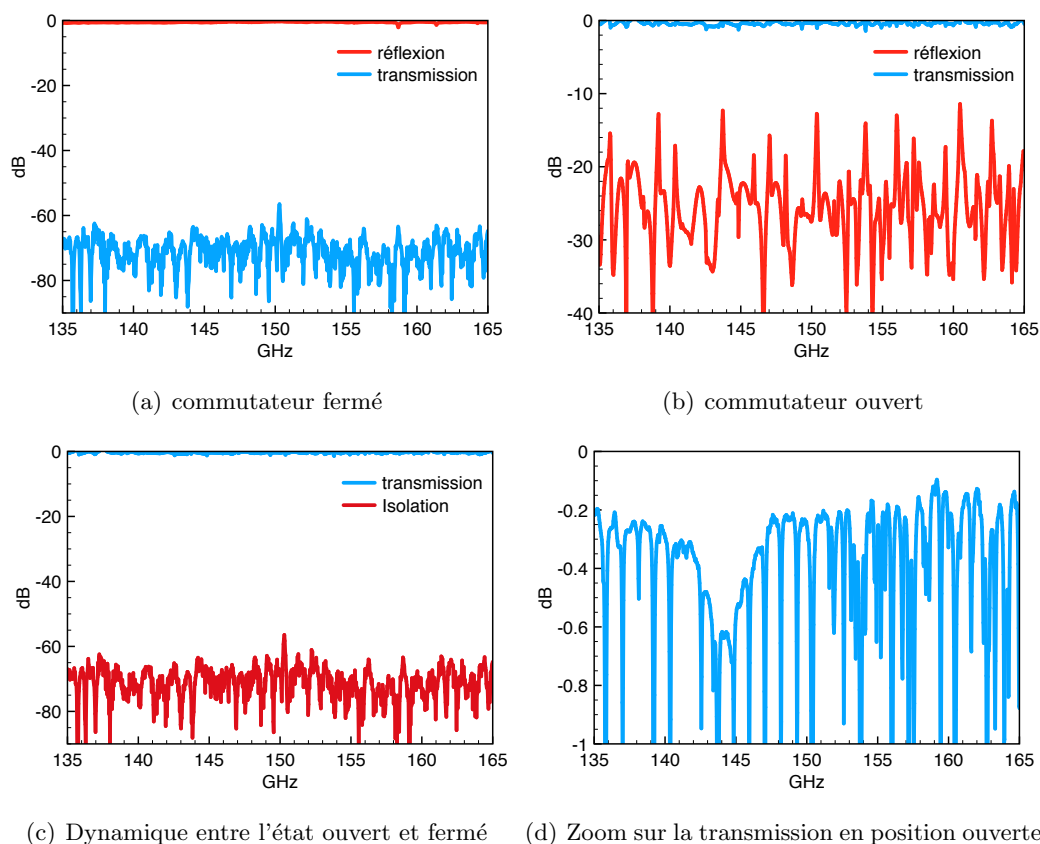 0
-20
-40
-60
-80
dB
135 140 145 150 155 160 165
GHz
réflexion
transmission
(a) commutateur fermé
0
-10
-20
-30
-40
dB
135 140 145 150 155 160 165
GHz
réflexion
transmission
(b) commutateur ouvert
0
-20
-40
-60
-80
dB
135 140 145 150 155 160 165
GHz
transmission
Isolation
(c) Dynamique entre l'état ouvert et fermé
0
-0.2
-0.4
-0.6
-0.8
-1
dB
135 140 145 150 155 160 165
GHz
(d) Zoom sur la transmission en position ouverte